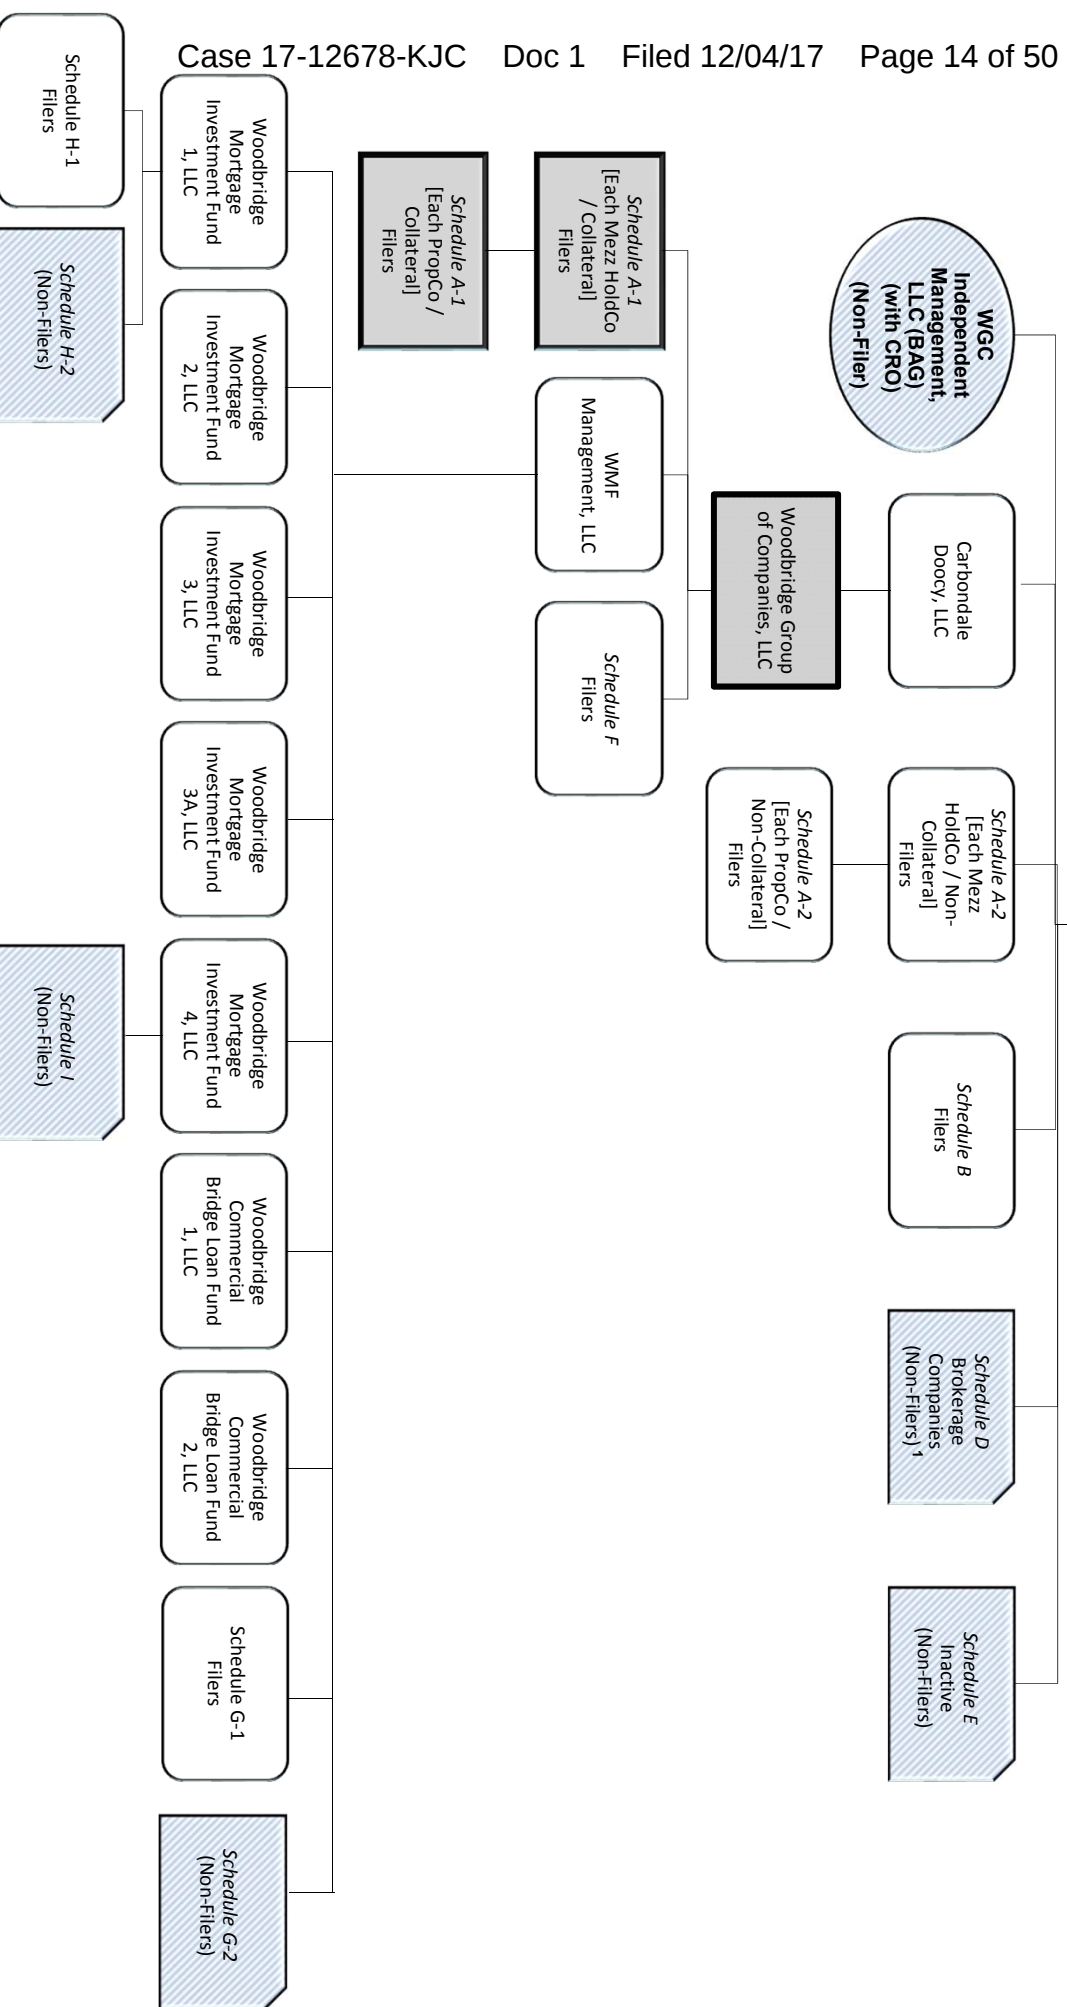 Case 17-12678-KJC Doc 1 Filed 12/04/17 Page 14 of 50
WGC
Independent
Management,
LLC (BAG)
(with CRO)
(Non-Filer)
Carbondale
Doocy, LLC
Schedule A-2
[Each Mezz
HoldCo / Non-
Collateral]
Filers
Schedule B
Filers
Schedule D
Brokerage
Companies
(Non-Filers) 1
Schedule E
Inactive
(Non-Filers)
Woodbridge Group
of Companies, LLC
Schedule A-2
[Each PropCo /
Non-Collateral]
Filers
Schedule A-1
[Each Mezz HoldCo
/ Collateral]
Filers
WMF
Management, LLC
Schedule F
Filers
Schedule A-1
[Each PropCo /
Collateral]
Filers
Woodbridge
Mortgage
Investment Fund
1, LLC
Woodbridge
Mortgage
Investment Fund
2, LLC
Woodbridge
Mortgage
Investment Fund
3, LLC
Woodbridge
Mortgage
Investment Fund
3A, LLC
Woodbridge
Mortgage
Investment Fund
4, LLC
Woodbridge
Commercial
Bridge Loan Fund
1, LLC
Woodbridge
Commercial
Bridge Loan Fund
2, LLC
Schedule G-1
Filers
Schedule G-2
(Non-Filers)
Schedule H-1
Filers
Schedule H-2
(Non-Filers)
Schedule I
(Non-Filers)